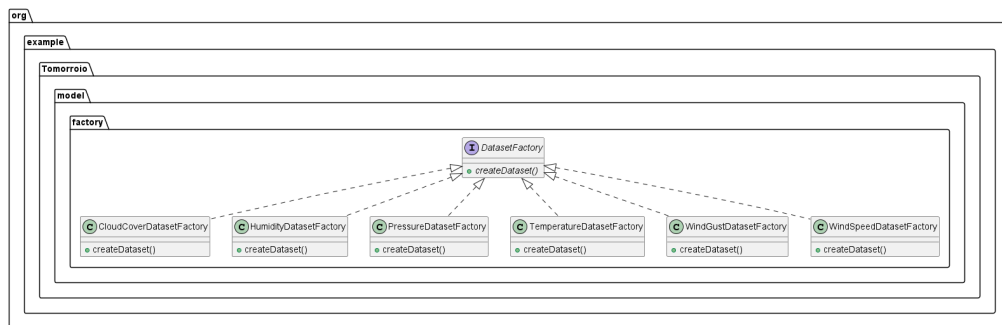 org
example
Tomorroio
model
factory
I DatasetFactory
createDataset()
C CloudCoverDatasetFactory
createDataset()
C HumidityDatasetFactory
createDataset()
C PressureDatasetFactory
createDataset()
C TemperatureDatasetFactory
createDataset()
C WindGustDatasetFactory
createDataset()
C WindSpeedDatasetFactory
createDataset()